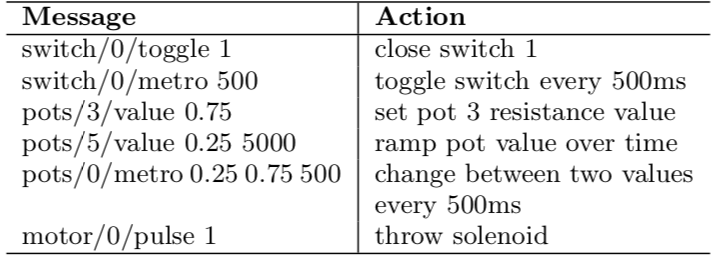 Message Action
switch/0/toggle 1 close switch 1
switch/0/metro 500 toggle switch every 500ms
pots/3/value 0.75 set pot 3 resistance value
pots/5/value 0.25 5000 ramp pot value over time
pots/0/metro 0.25 0.75 500 change between two values
every 500ms
motor/0/pulse 1 throw solenoid